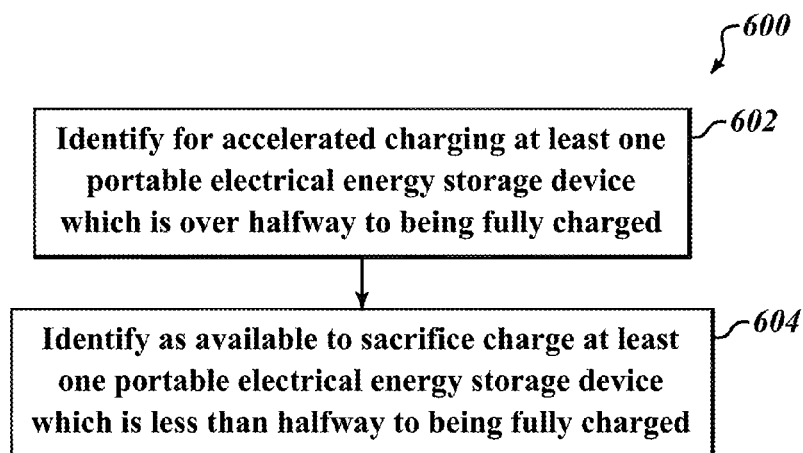 600
602
Identify for accelerated charging at least one
portable electrical energy storage device
which is over halfway to being fully charged
604
Identify as available to sacrifice charge at least
one portable electrical energy storage device
which is less than halfway to being fully charged